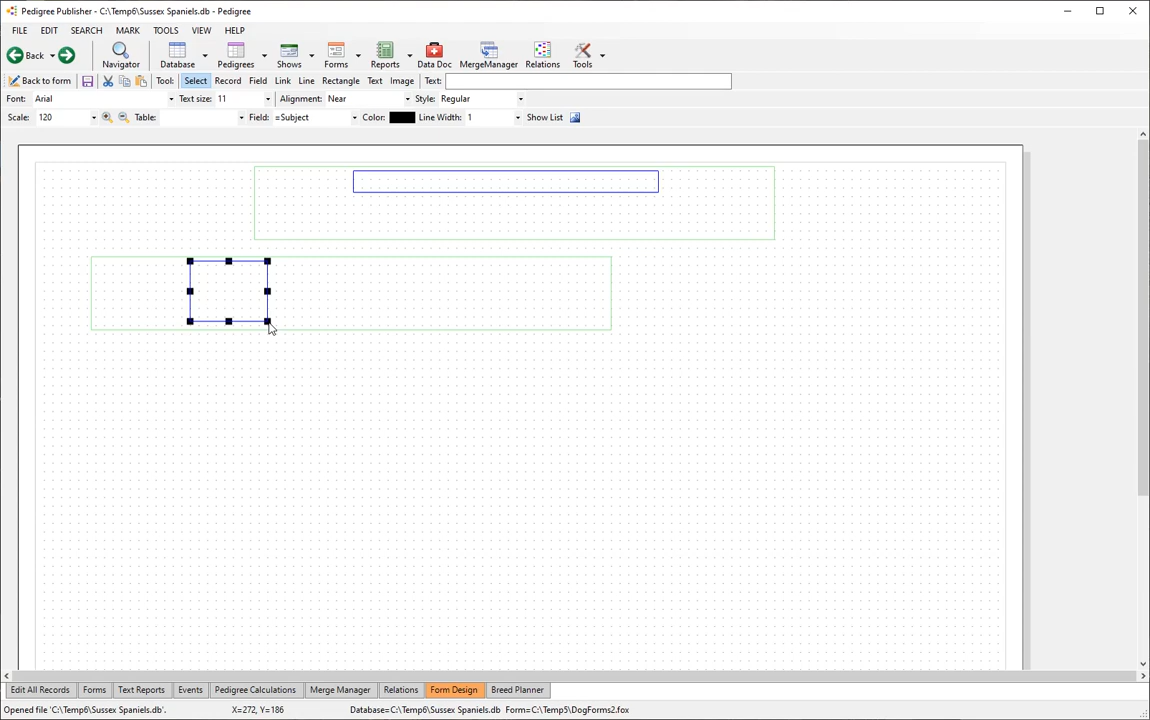 Pedigree Publisher - C:\Temp6\Sussex Spaniels.db - Pedigree
FILE EDIT SEARCH MARK TOOLS VIEW HELP
Back Navigator Database Pedigrees Shows Forms Reports Data Doc MergeManager Relations Tools
Back to form Tool: Select Record Field Link Line Rectangle Text Image Text:
Font: Arial Text size: 11 Alignment: Near Style: Regular
Scale: 120 Table: Field: =Subject Color: Line Width: 1 Show List
Edit All Records Forms Text Reports Events Pedigree Calculations Merge Manager Relations Form Design Breed Planner
Opened file 'C:\Temp6\Sussex Spaniels.db'. X=272, Y=186 Database=C:\Temp6\Sussex Spaniels.db Form=C:\Temp5\DogForms2.fox